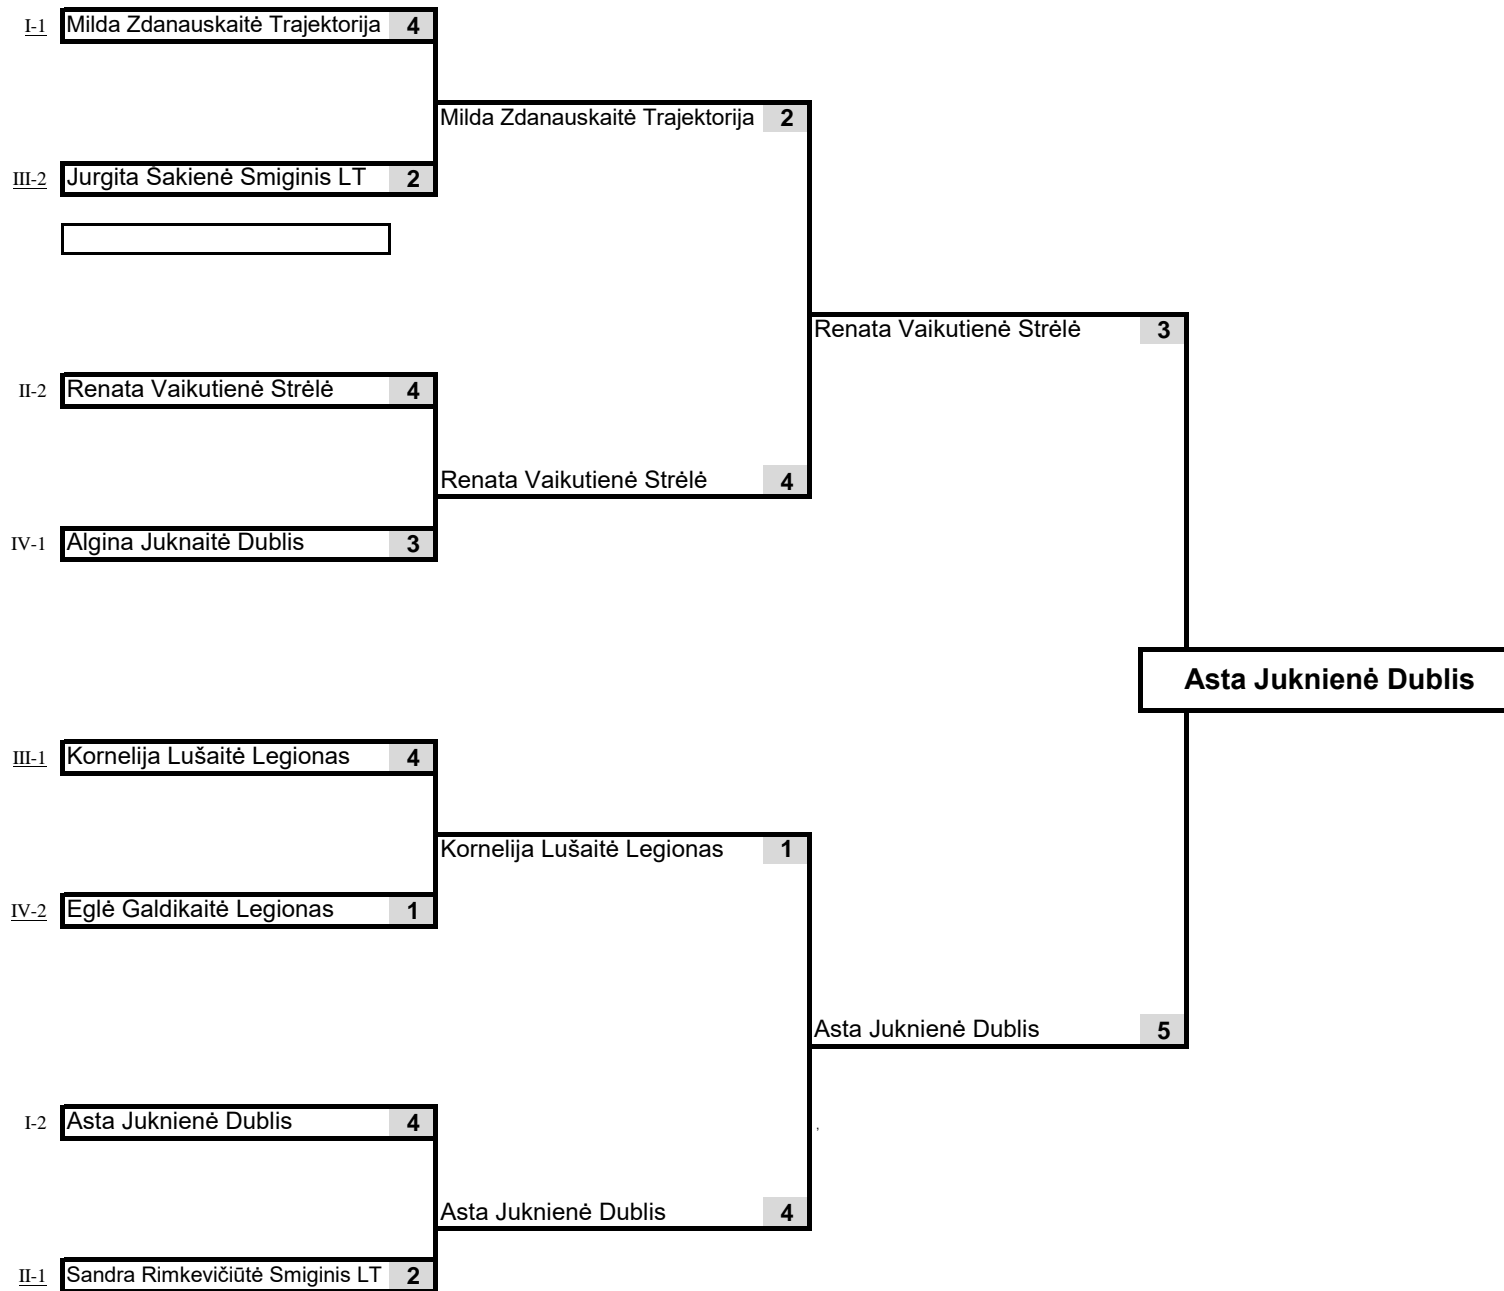 I-1 Milda Zdanauskaitė Trajektorija 4
Milda Zdanauskaitė Trajektorija 2
III-2 Jurgita Šakienė Smiginis LT 2
Renata Vaikutienė Strėlė 3
II-2 Renata Vaikutienė Strėlė 4
Renata Vaikutienė Strėlė 4
IV-1 Algina Juknaitė Dublis 3
Asta Juknienė Dublis
III-1 Kornelija Lušaitė Legionas 4
Kornelija Lušaitė Legionas 1
IV-2 Eglė Galdikaitė Legionas 1
Asta Juknienė Dublis 5
I-2 Asta Juknienė Dublis 4
,
Asta Juknienė Dublis 4
II-1 Sandra Rimkevičiūtė Smiginis LT 2